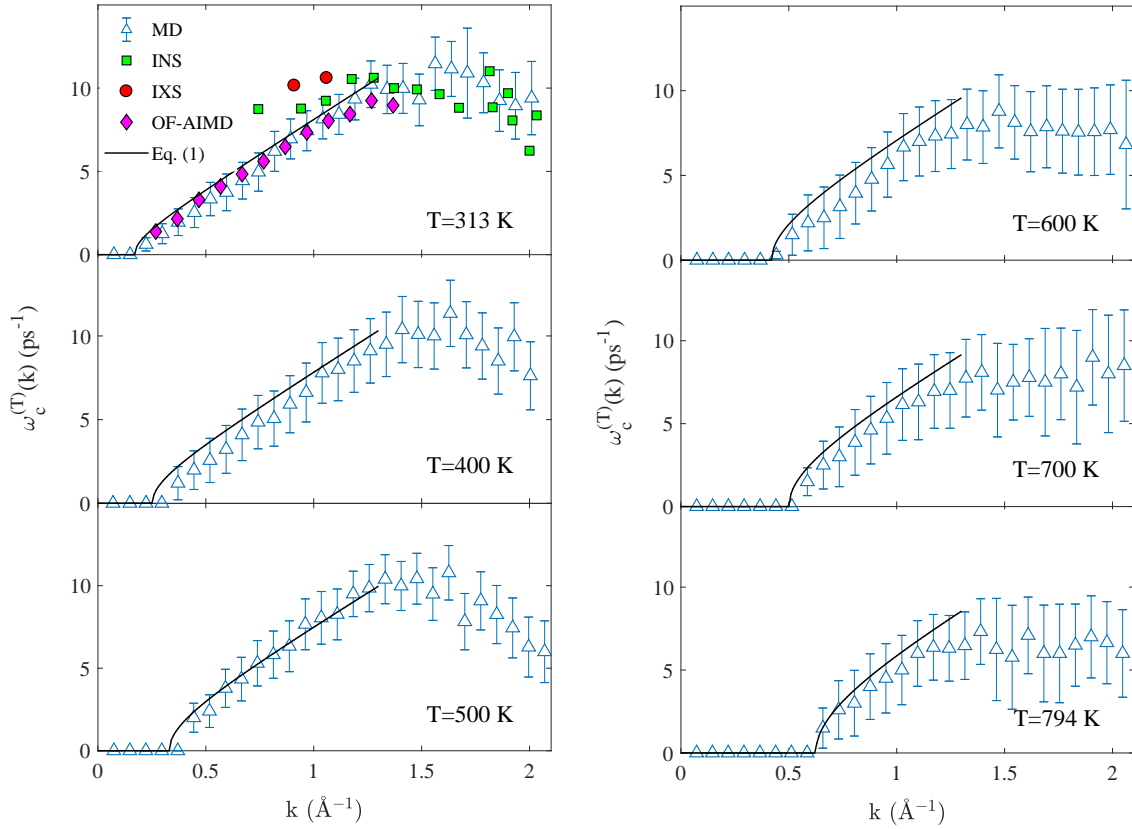 MD
INS
IXS
OF-AIMD
Eq. (1)
T=313 K
10
5
0
T=400 K
10
5
0
T=500 K
10
5
0
0 0.5 1 1.5 2
k (Å⁻¹)
ω_c^(T)(k) (ps⁻¹)
T=600 K
10
5
0
T=700 K
10
5
0
T=794 K
10
5
0
0 0.5 1 1.5 2
k (Å⁻¹)
ω_c^(T)(k) (ps⁻¹)